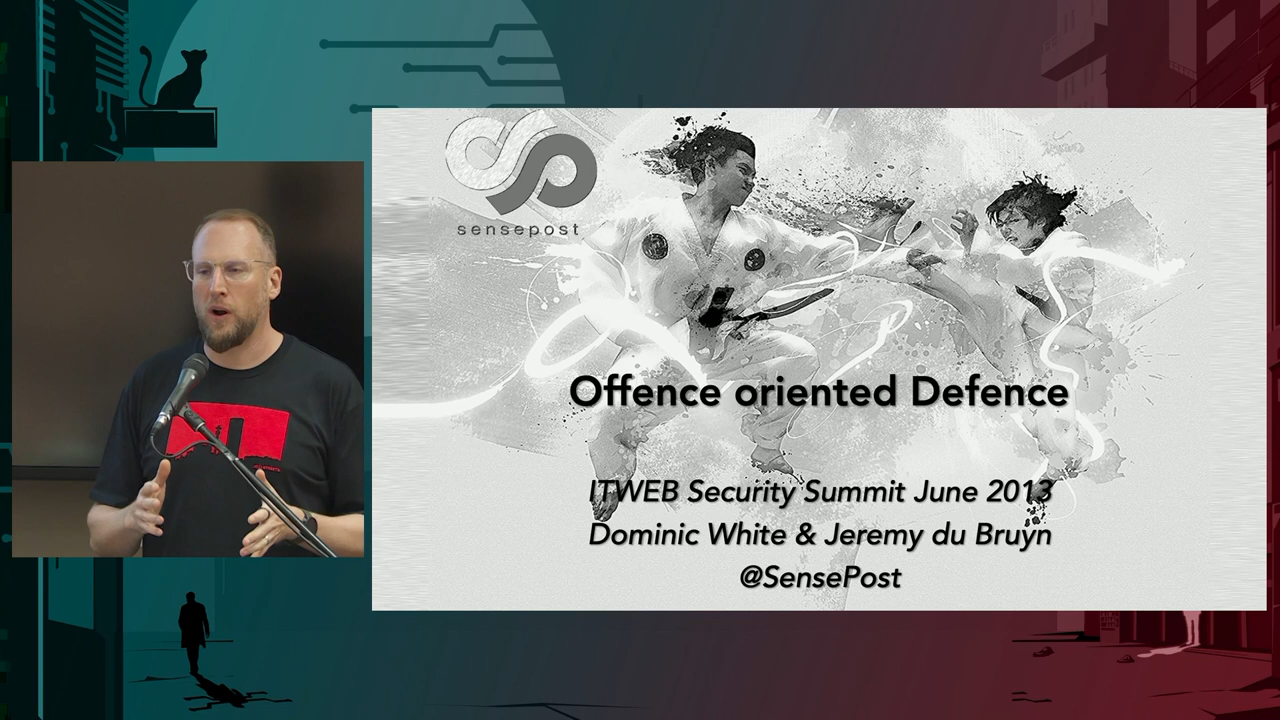 sensepost
Offence oriented Defence
ITWEB Security Summit June 2013
Dominic White & Jeremy du Bruyn
@SensePost